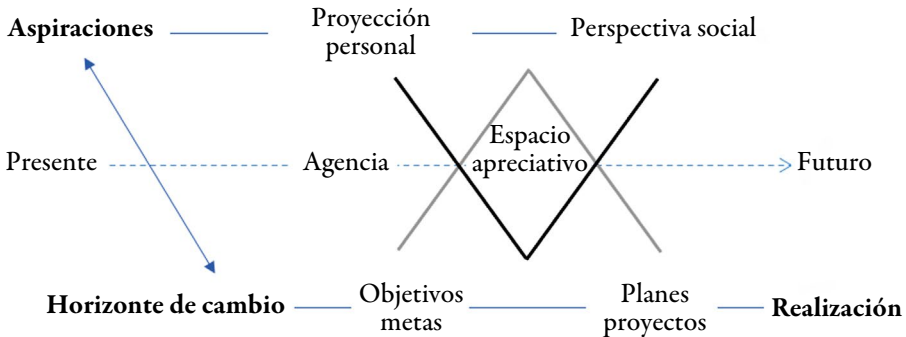 Aspiraciones
Proyección
personal
Perspectiva social
Presente
Agencia
Espacio
apreciativo
Futuro
Horizonte de cambio
Objetivos
metas
Planes
proyectos
Realización